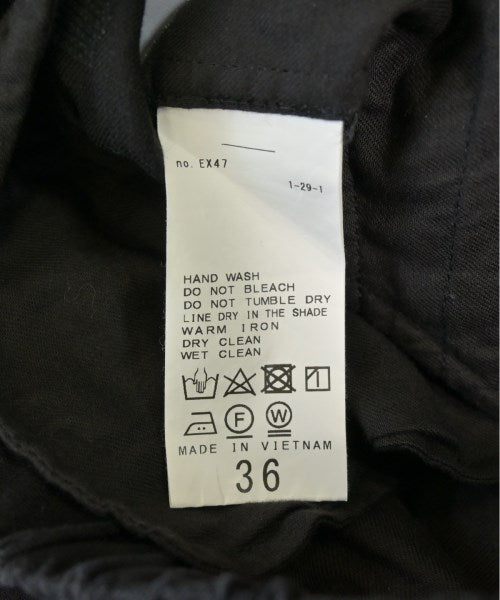 no. EX47
1-29-1
HAND WASH
DO NOT BLEACH
DO NOT TUMBLE DRY
LINE DRY IN THE SHADE
WARM IRON
DRY CLEAN
WET CLEAN
F W
MADE IN VIETNAM
36